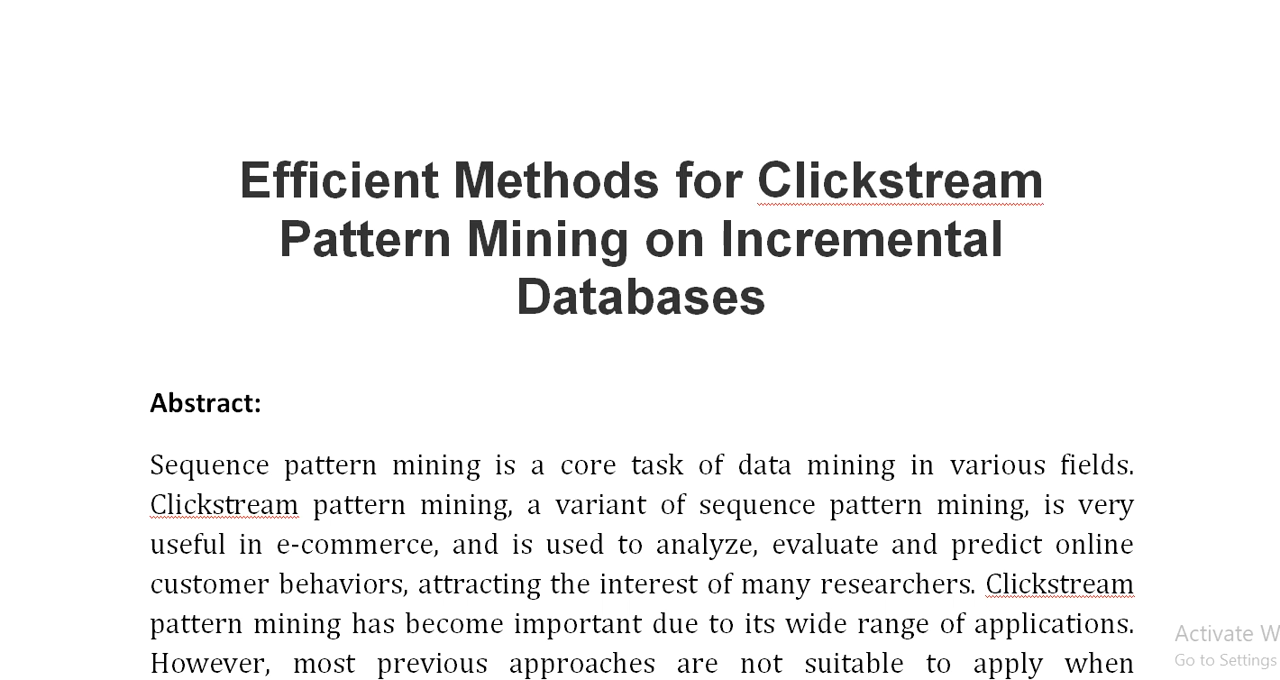 Efficient Methods for Clickstream
Pattern Mining on Incremental
Databases
Abstract:
Sequence pattern mining is a core task of data mining in various fields.
Clickstream pattern mining, a variant of sequence pattern mining, is very
useful in e-commerce, and is used to analyze, evaluate and predict online
customer behaviors, attracting the interest of many researchers. Clickstream
pattern mining has become important due to its wide range of applications.
However, most previous approaches are not suitable to apply when
Activate W
Go to Settings